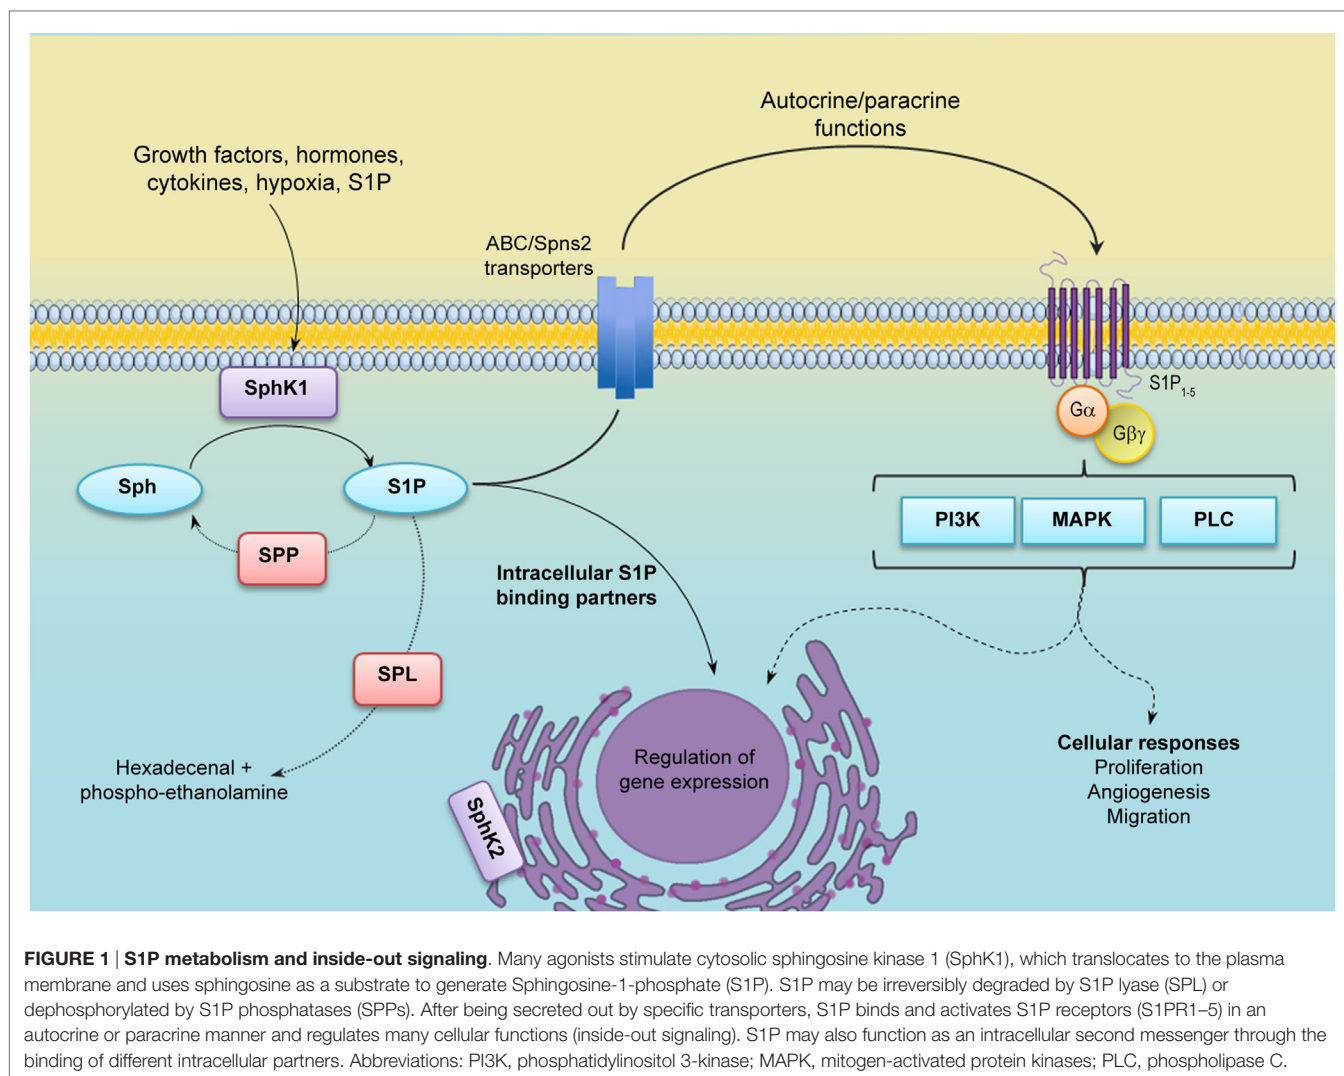 Autocrine/paracrine
functions
Growth factors, hormones,
cytokines, hypoxia, S1P
ABC/Spns2
transporters
SphK1
S1P1-5
Gα
Gβγ
Sph
S1P
SPP
PI3K
MAPK
PLC
Intracellular S1P
binding partners
SPL
Hexadecenal +
phospho-ethanolamine
Regulation of
gene expression
SphK2
Cellular responses
Proliferation
Angiogenesis
Migration
FIGURE 1 | S1P metabolism and inside-out signaling. Many agonists stimulate cytosolic sphingosine kinase 1 (SphK1), which translocates to the plasma
membrane and uses sphingosine as a substrate to generate Sphingosine-1-phosphate (S1P). S1P may be irreversibly degraded by S1P lyase (SPL) or
dephosphorylated by S1P phosphatases (SPPs). After being secreted out by specific transporters, S1P binds and activates S1P receptors (S1PR1–5) in an
autocrine or paracrine manner and regulates many cellular functions (inside-out signaling). S1P may also function as an intracellular second messenger through the
binding of different intracellular partners. Abbreviations: PI3K, phosphatidylinositol 3-kinase; MAPK, mitogen-activated protein kinases; PLC, phospholipase C.